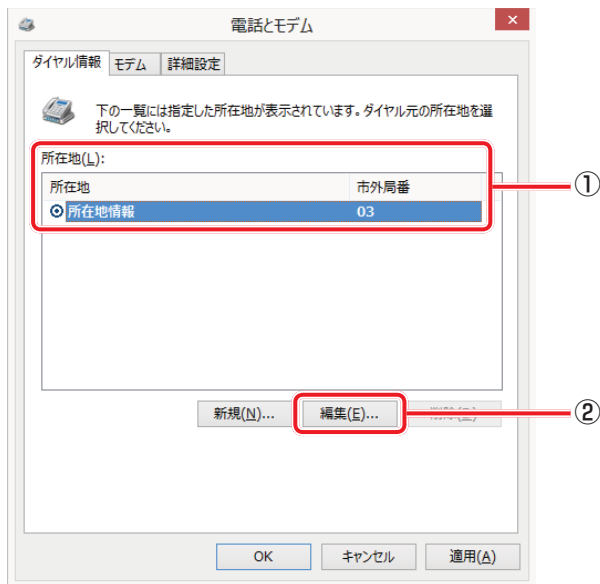 電話とモデム
ダイヤル情報 モデム 詳細設定
下の一覧には指定した所在地が表示されています。ダイヤル元の所在地を選
択してください。
所在地(L):
所在地 市外局番
①
所在地情報 03
新規(N)... 編集(E)... 削除(D)
②
OK キャンセル 適用(A)